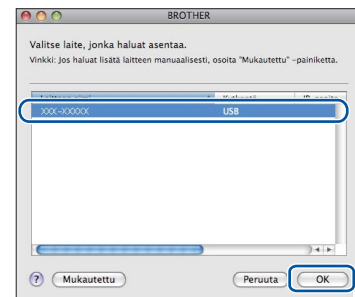 BROTHER
Valitse laite, jonka haluat asentaa.
Vinkki: Jos haluat lisätä laitteen manuaalisesti, osoita "Mukautettu" –painiketta.
XXX-XXXXX USB
? Mukautettu Peruuta OK